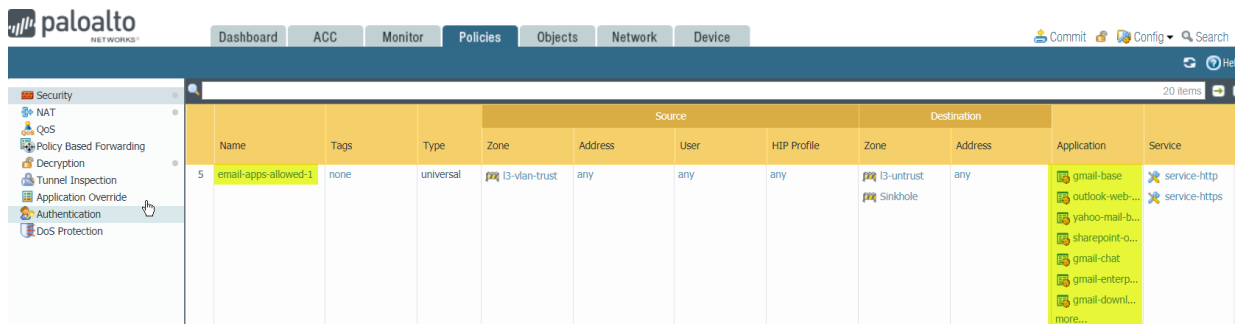 paloalto
NETWORKS®
Dashboard ACC Monitor Policies Objects Network Device
Commit Config Search
Help
Security
NAT
QoS
Policy Based Forwarding
Decryption
Tunnel Inspection
Application Override
Authentication
DoS Protection
20 items
Source Destination
Name Tags Type Zone Address User HIP Profile Zone Address Application Service
5 email-apps-allowed-1 none universal l3-vlan-trust any any any l3-untrust any gmail-base service-http
Sinkhole outlook-web-... service-https
yahoo-mail-b...
sharepoint-o...
gmail-chat
gmail-enterp...
gmail-downl...
more...